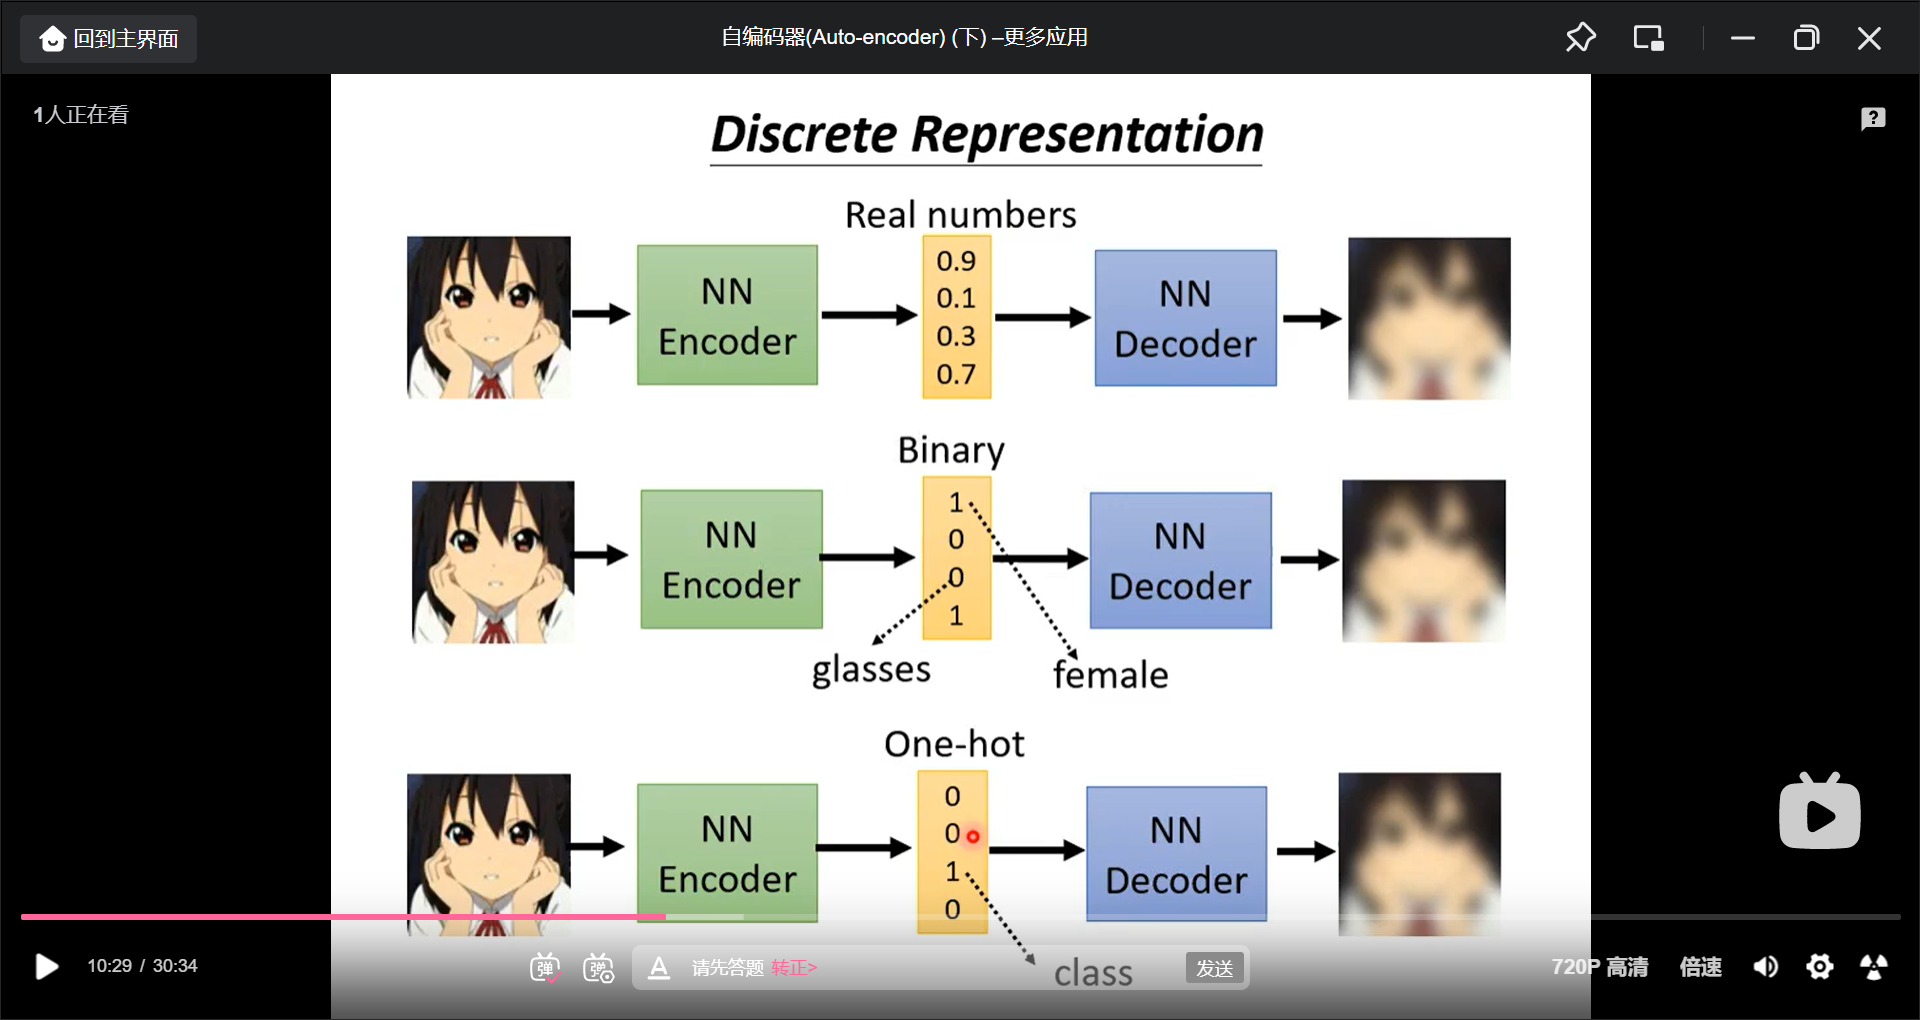 回到主界面
自编码器(Auto-encoder) (下) –更多应用
1人正在看
?
Discrete Representation
Real numbers
NN
Encoder
0.9
0.1
0.3
0.7
NN
Decoder
Binary
NN
Encoder
1
0
0
1
NN
Decoder
glasses
female
One-hot
NN
Encoder
0
0
1
0
NN
Decoder
class
10:29 / 30:34
弹
弹
A
请先答题 转正>
发送
720P 高清
倍速